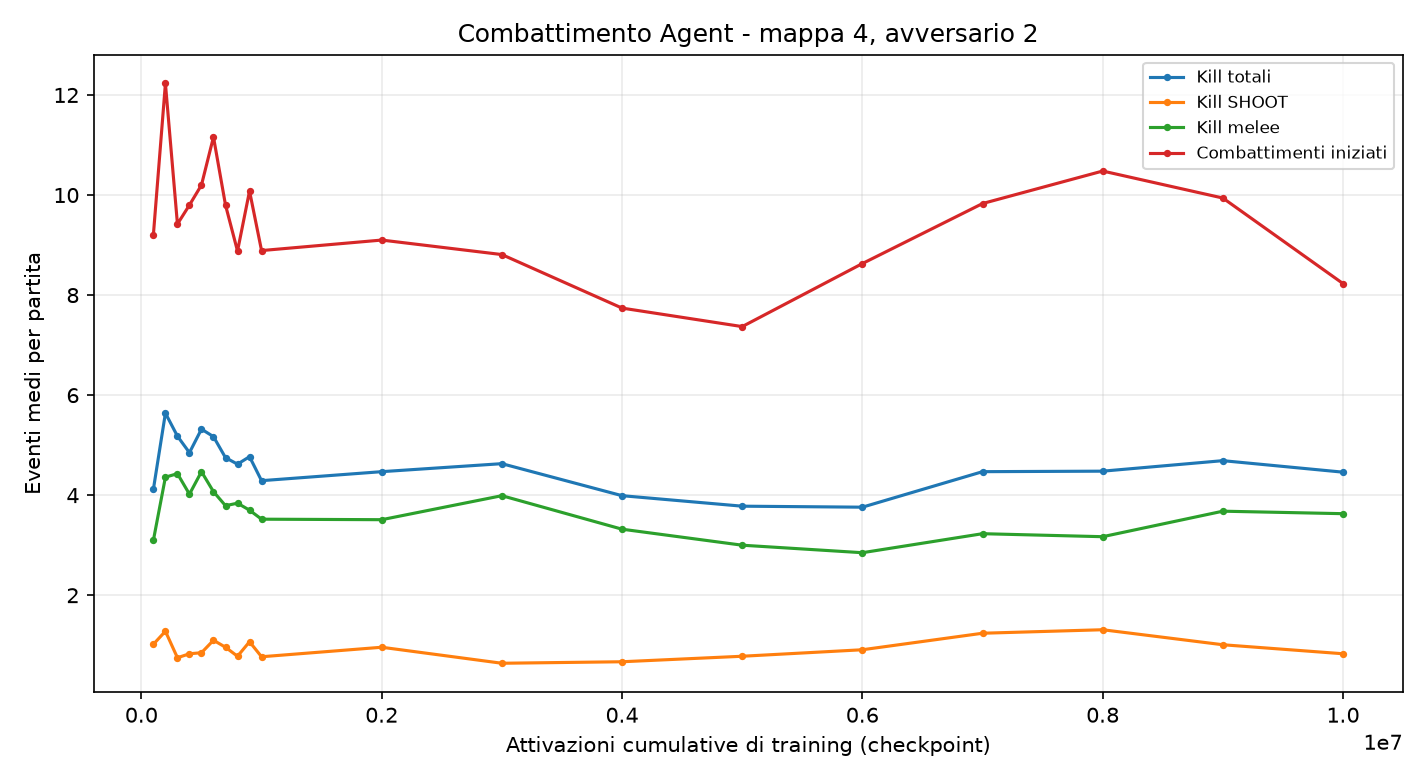 Combattimento Agent - mappa 4, avversario 2
Kill totali
Kill SHOOT
Kill melee
Combattimenti iniziati
Eventi medi per partita
12
10
8
6
4
2
0.0 0.2 0.4 0.6 0.8 1.0
1e7
Attivazioni cumulative di training (checkpoint)